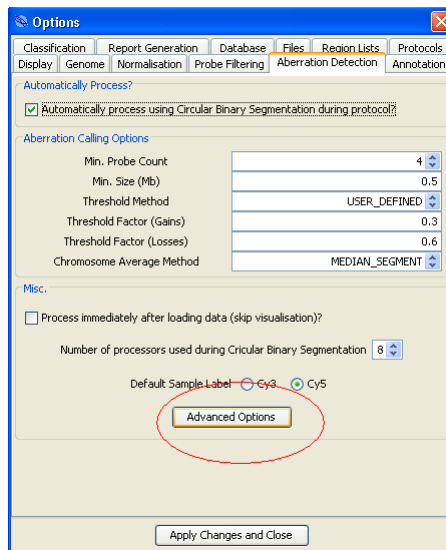 Options
Classification Report Generation Database Files Region Lists Protocols
Display Genome Normalisation Probe Filtering Aberration Detection Annotation
Automatically Process?
Automatically process using Circular Binary Segmentation during protocol?
Aberration Calling Options
Min. Probe Count 4
Min. Size (Mb) 0.5
Threshold Method USER_DEFINED
Threshold Factor (Gains) 0.3
Threshold Factor (Losses) 0.6
Chromosome Average Method MEDIAN_SEGMENT
Misc.
Process immediately after loading data (skip visualisation)?
Number of processors used during Circular Binary Segmentation 8
Default Sample Label Cy3 Cy5
Advanced Options
Apply Changes and Close